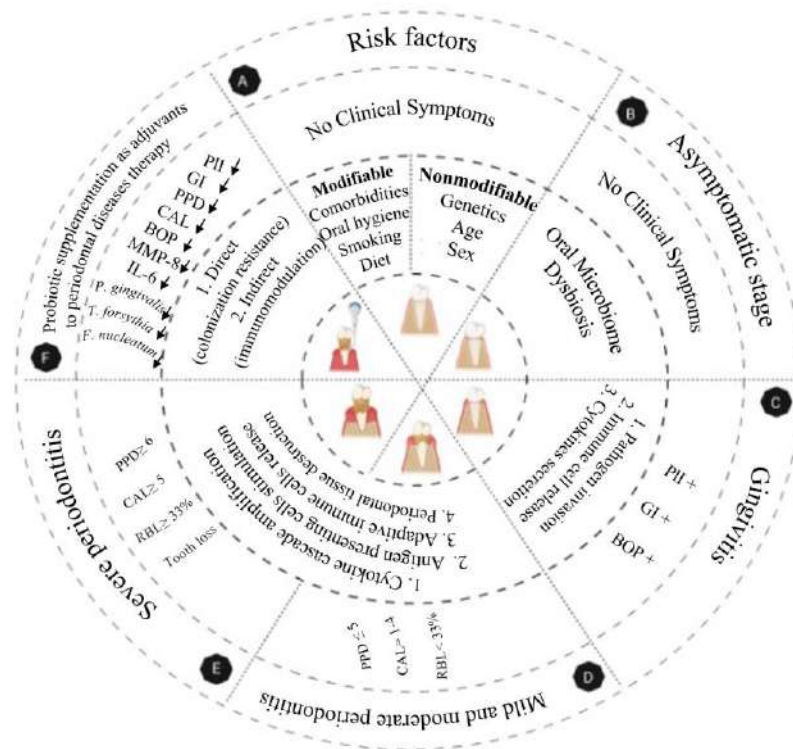 A
Risk factors
No Clinical Symptoms
Modifiable
Comorbidities
Oral hygiene
Smoking
Diet
Nonmodifiable
Genetics
Age
Sex
B
Asymptomatic stage
No Clinical Symptoms
Oral Microbiome
Dysbiosis
C
Gingivitis
PII +
GI +
BOP +
1. Pathogen invasion
2. Immune cell release
3. Cytokines secretion
D
Mild and moderate periodontitis
PPD ≤ 5
CAL= 1-4
RBL< 33%
1. Cytokine cascade amplification
2. Antigen presenting cells stimulation
3. Adaptive immune cells release
4. Periodontal tissue destruction
E
Severe periodontitis
PPD≥ 6
CAL≥ 5
RBL≥ 33%
Tooth loss
F
Probiotic supplementation as adjuvants
to periodontal diseases therapy
PII ↓
GI ↓
PPD ↓
CAL ↓
BOP ↓
MMP-8 ↓
IL-6 ↓
P. gingivalis ↓
T. forsythia ↓
F. nucleatum ↓
1. Direct
(colonization resistance)
2. Indirect
(immunomodulation)